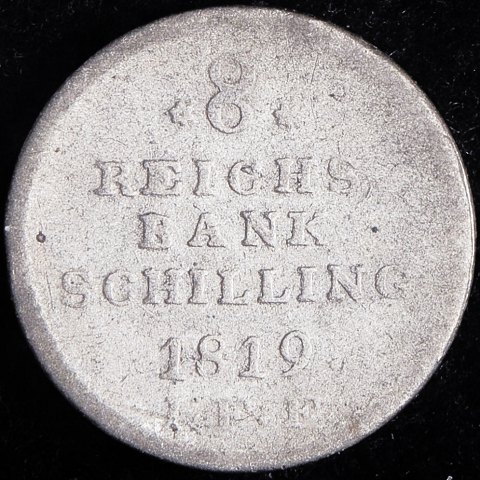 8
REICHS
BANK
SCHILLING
1819